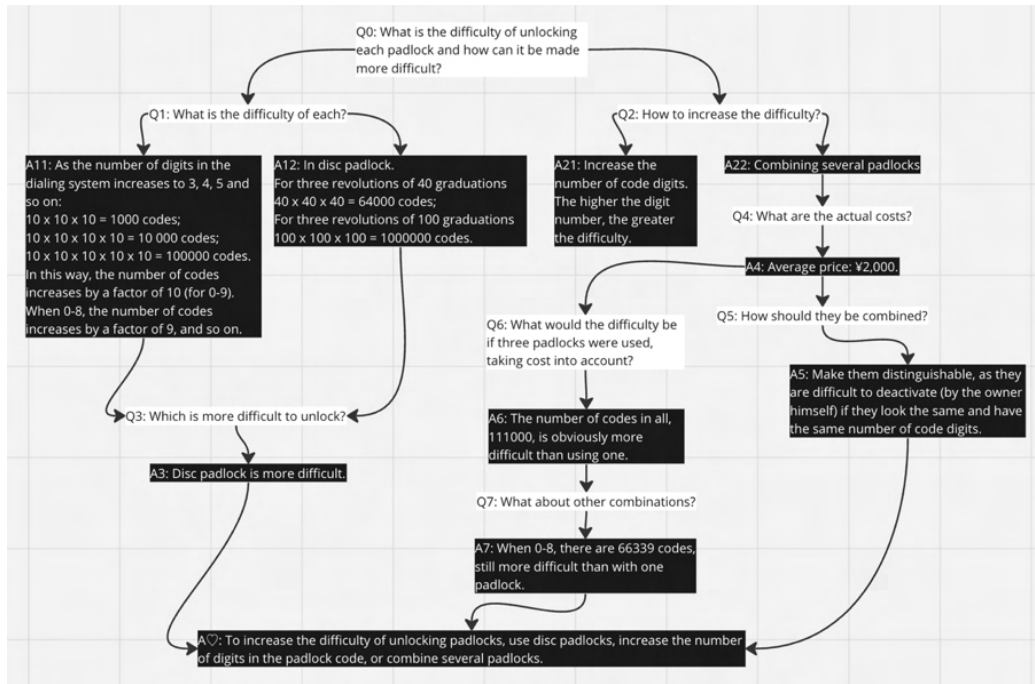 Q0: What is the difficulty of unlocking
each padlock and how can it be made
more difficult?
Q1: What is the difficulty of each?
Q2: How to increase the difficulty?
A11: As the number of digits in the
dialing system increases to 3, 4, 5 and
so on:
10 x 10 x 10 = 1000 codes;
10 x 10 x 10 x 10 = 10 000 codes;
10 x 10 x 10 x 10 x 10 = 100000 codes.
In this way, the number of codes
increases by a factor of 10 (for 0-9).
When 0-8, the number of codes
increases by a factor of 9, and so on.
A12: In disc padlock.
For three revolutions of 40 graduations
40 x 40 x 40 = 64000 codes;
For three revolutions of 100 graduations
100 x 100 x 100 = 1000000 codes.
A21: Increase the
number of code digits.
The higher the digit
number, the greater
the difficulty.
A22: Combining several padlocks
Q4: What are the actual costs?
A4: Average price: ¥2,000.
Q5: How should they be combined?
Q6: What would the difficulty be
if three padlocks were used,
taking cost into account?
A5: Make them distinguishable, as they
are difficult to deactivate (by the owner
himself) if they look the same and have
the same number of code digits.
Q3: Which is more difficult to unlock?
A6: The number of codes in all,
111000, is obviously more
difficult than using one.
A3: Disc padlock is more difficult.
Q7: What about other combinations?
A7: When 0-8, there are 66339 codes,
still more difficult than with one
padlock.
A♡: To increase the difficulty of unlocking padlocks, use disc padlocks, increase the number
of digits in the padlock code, or combine several padlocks.